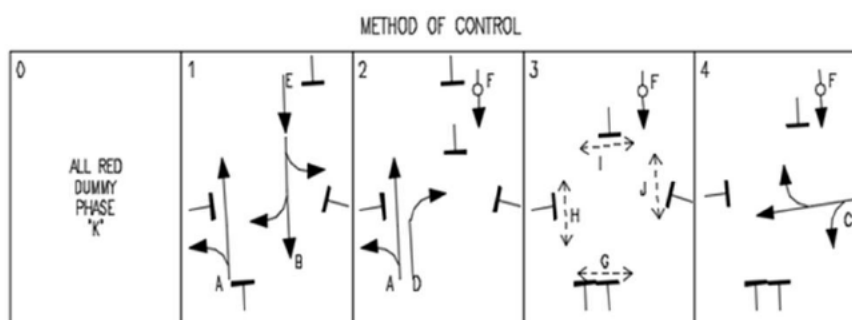 METHOD OF CONTROL
0
ALL RED
DUMMY
PHASE
"K"
1
E
A
B
2
F
A
D
3
F
I
J
H
G
4
F
C